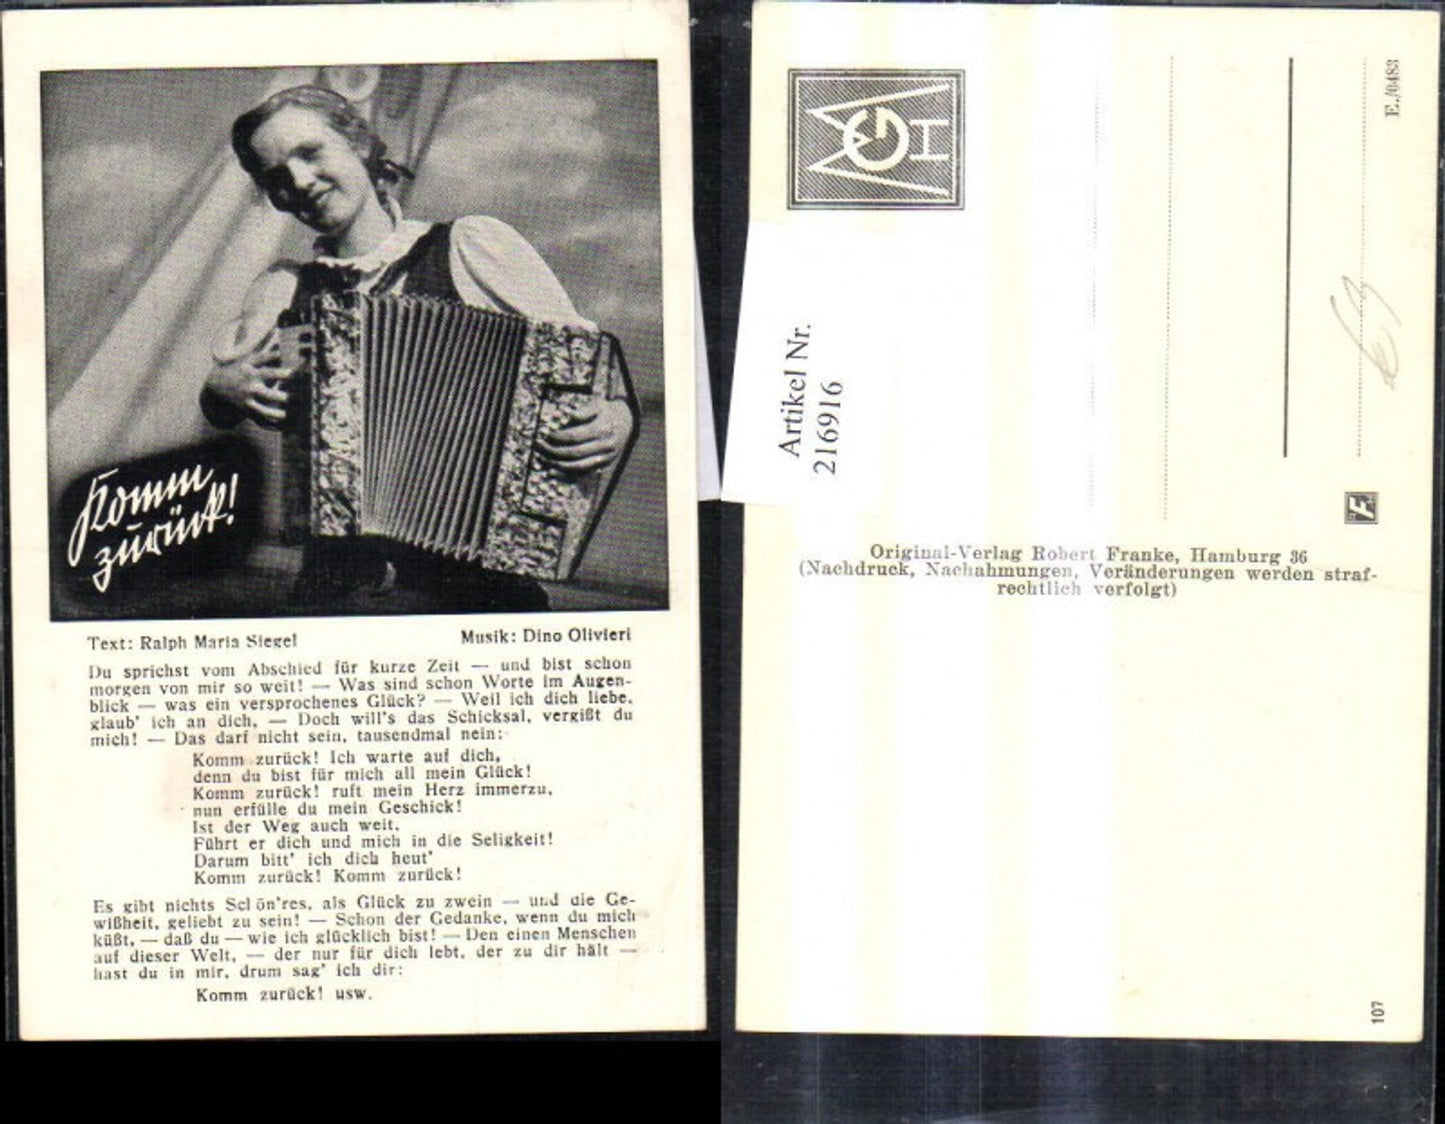 Komm
zurück!
Text: Ralph Maria Siegel
Musik: Dino Olivieri
Du sprichst vom Abschied für kurze Zeit — und bist schon
morgen von mir so weit! — Was sind schon Worte im Augen-
blick — was ein versprochenes Glück? — Weil ich dich liebe,
glaub' ich an dich, — Doch will's das Schicksal, vergißt du
mich! — Das darf nicht sein, tausendmal nein:
Komm zurück! Ich warte auf dich,
denn du bist für mich all mein Glück!
Komm zurück! ruft mein Herz immerzu,
nun erfülle du mein Geschick!
Ist der Weg auch weit,
Führt er dich und mich in die Seligkeit!
Darum bitt' ich dich heut'
Komm zurück! Komm zurück!
Es gibt nichts Schön'res, als Glück zu zwein — und die Ge-
wißheit, geliebt zu sein! — Schon der Gedanke, wenn du mich
küßt, — daß du — wie ich glücklich bist! — Den einen Menschen
auf dieser Welt, — der nur für dich lebt, der zu dir hält —
hast du in mir, drum sag' ich dir:
Komm zurück! usw.
Artikel Nr.
216916
E./0483
F
Original-Verlag Robert Franke, Hamburg 36
(Nachdruck, Nachahmungen, Veränderungen werden straf-
rechtlich verfolgt)
107